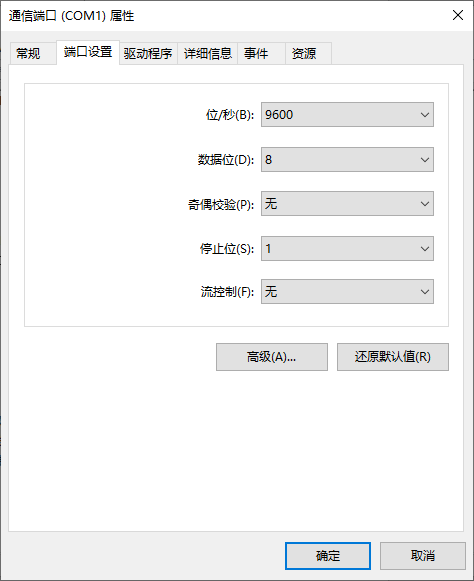 通信端口 (COM1) 属性
常规 端口设置 驱动程序 详细信息 事件 资源
位/秒(B): 9600
数据位(D): 8
奇偶校验(P): 无
停止位(S): 1
流控制(F): 无
高级(A)... 还原默认值(R)
确定 取消